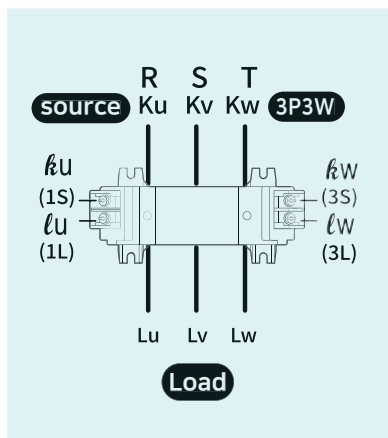 R S T
source Ku Kv Kw 3P3W
ku kw
(1S) (3S)
ℓu ℓw
(1L) (3L)
Lu Lv Lw
Load